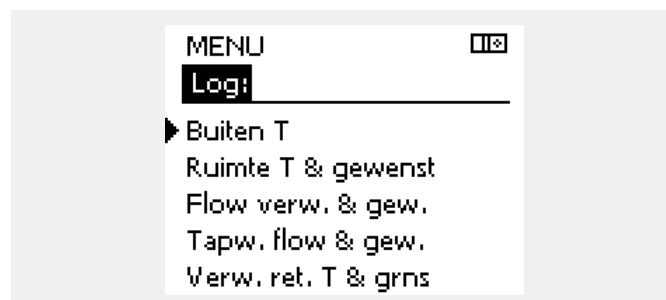 MENU
Log:
Buiten T
Ruimte T & gewenst
Flow verw. & gew.
Tapw. flow & gew.
Verw. ret. T & grns